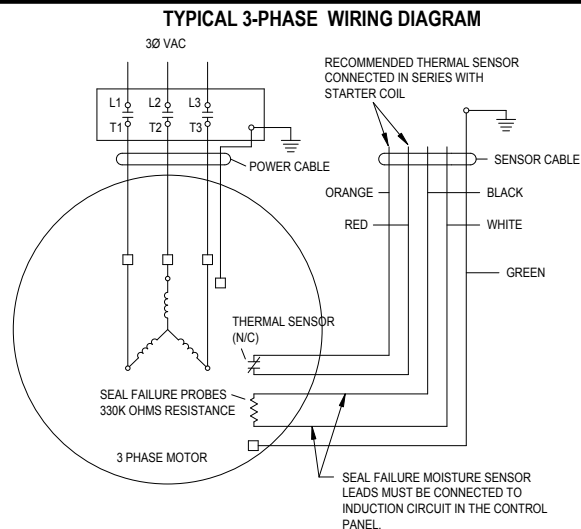 TYPICAL 3-PHASE WIRING DIAGRAM
3Ø VAC
L1 L2 L3
T1 T2 T3
POWER CABLE
RECOMMENDED THERMAL SENSOR
CONNECTED IN SERIES WITH
STARTER COIL
SENSOR CABLE
ORANGE
BLACK
RED
WHITE
GREEN
THERMAL SENSOR
(N/C)
SEAL FAILURE PROBES
330K OHMS RESISTANCE
3 PHASE MOTOR
SEAL FAILURE MOISTURE SENSOR
LEADS MUST BE CONNECTED TO
INDUCTION CIRCUIT IN THE CONTROL
PANEL.